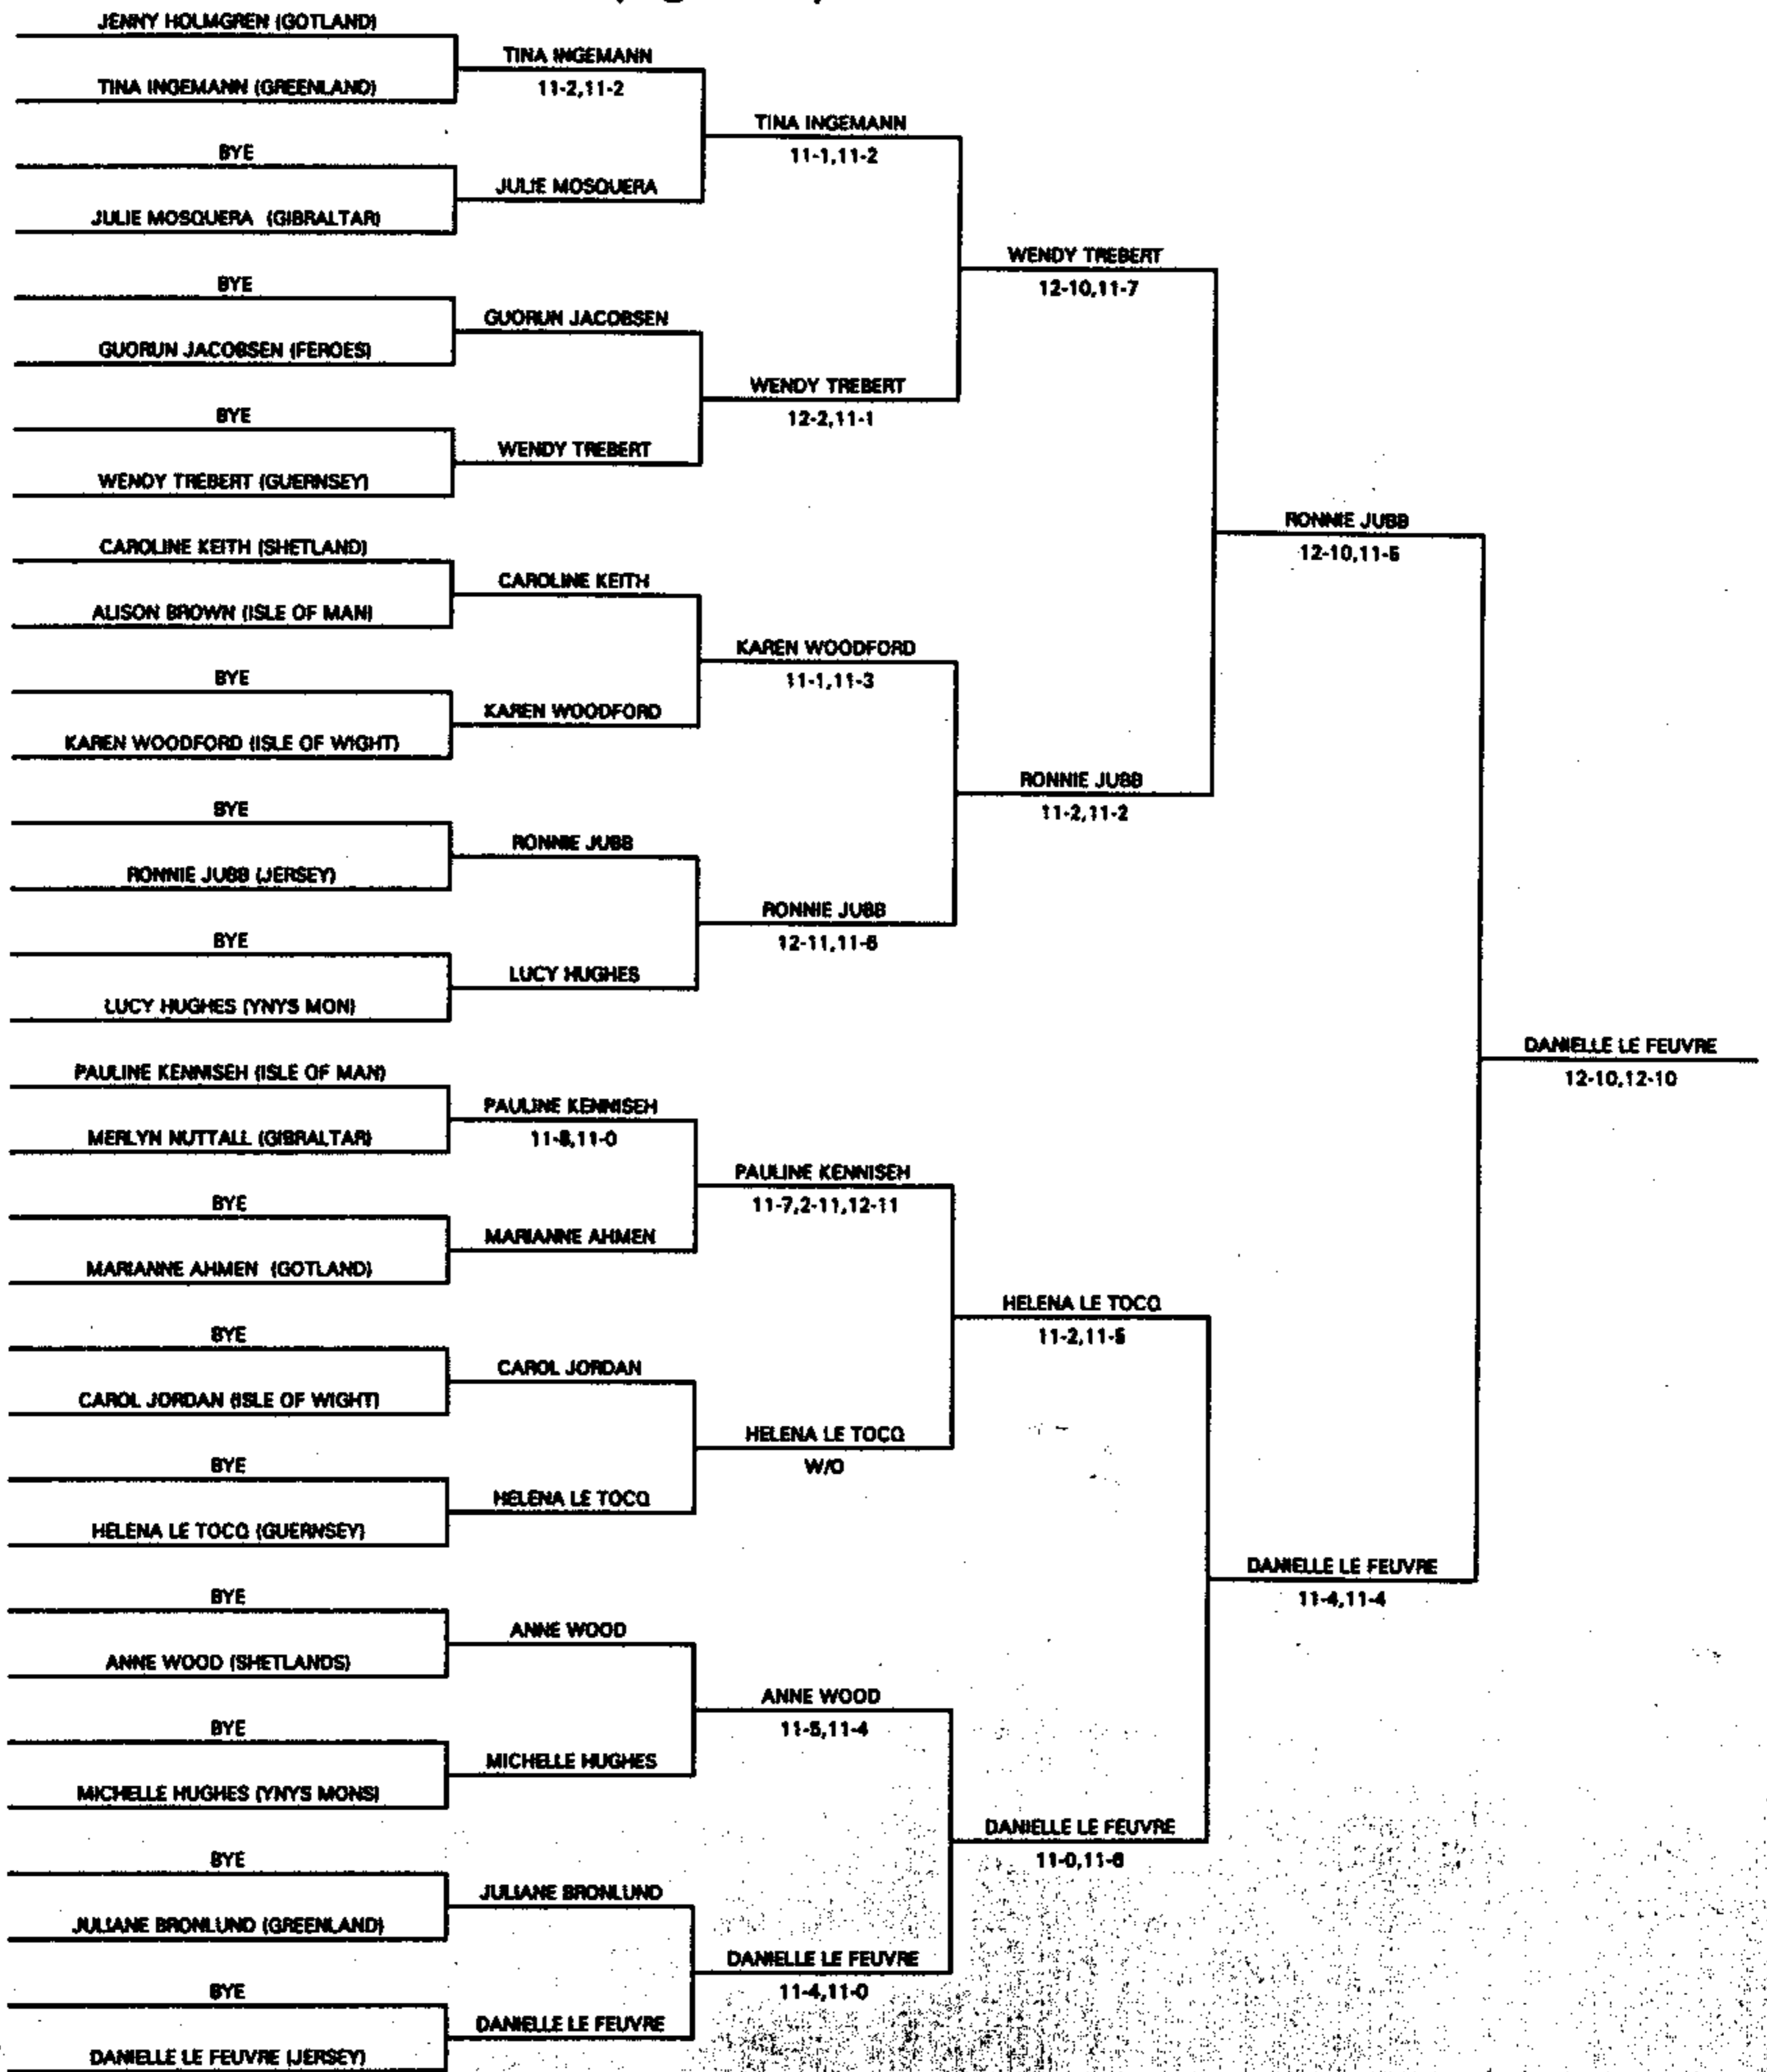 JENNY HOLMGREN (GOTLAND)
TINA INGEMANN (GREENLAND)
BYE
JULIE MOSQUERA (GIBRALTAR)
BYE
GUORUN JACOBSEN (FEROES)
BYE
WENDY TREBERT (GUERNSEY)
CAROLINE KEITH (SHETLAND)
ALISON BROWN (ISLE OF MAN)
BYE
KAREN WOODFORD (ISLE OF WIGHT)
BYE
RONNIE JUBB (JERSEY)
BYE
LUCY HUGHES (YNYS MON)
PAULINE KENNISEH (ISLE OF MAN)
MERLYN NUTTALL (GIBRALTAR)
BYE
MARIANNE AHMEN (GOTLAND)
BYE
CAROL JORDAN (ISLE OF WIGHT)
BYE
HELENA LE TOCQ (GUERNSEY)
BYE
ANNE WOOD (SHETLANDS)
BYE
MICHELLE HUGHES (YNYS MONS)
BYE
JULIANE BRONLUND (GREENLAND)
BYE
DANIELLE LE FEUVRE (JERSEY)
TINA INGEMANN
11-2,11-2
JULIE MOSQUERA
GUORUN JACOBSEN
WENDY TREBERT
CAROLINE KEITH
KAREN WOODFORD
RONNIE JUBB
LUCY HUGHES
PAULINE KENNISEH
11-8,11-0
MARIANNE AHMEN
CAROL JORDAN
HELENA LE TOCQ
ANNE WOOD
MICHELLE HUGHES
JULIANE BRONLUND
DANIELLE LE FEUVRE
TINA INGEMANN
11-1,11-2
WENDY TREBERT
12-2,11-1
KAREN WOODFORD
11-1,11-3
RONNIE JUBB
12-11,11-6
PAULINE KENNISEH
11-7,2-11,12-11
HELENA LE TOCQ
W/O
ANNE WOOD
11-5,11-4
DANIELLE LE FEUVRE
11-4,11-0
WENDY TREBERT
12-10,11-7
RONNIE JUBB
11-2,11-2
HELENA LE TOCQ
11-2,11-5
DANIELLE LE FEUVRE
11-0,11-6
RONNIE JUBB
12-10,11-5
DANIELLE LE FEUVRE
11-4,11-4
DANIELLE LE FEUVRE
12-10,12-10